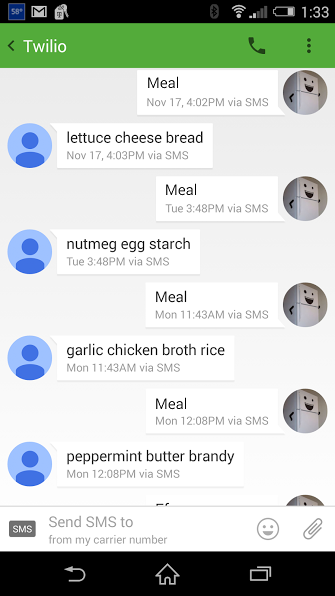 58°
1:33
Twilio
Meal
Nov 17, 4:02PM via SMS
lettuce cheese bread
Nov 17, 4:03PM via SMS
Meal
Tue 3:48PM via SMS
nutmeg egg starch
Tue 3:48PM via SMS
Meal
Mon 11:43AM via SMS
garlic chicken broth rice
Mon 11:43AM via SMS
Meal
Mon 12:08PM via SMS
peppermint butter brandy
Mon 12:08PM via SMS
SMS
Send SMS to
from my carrier number